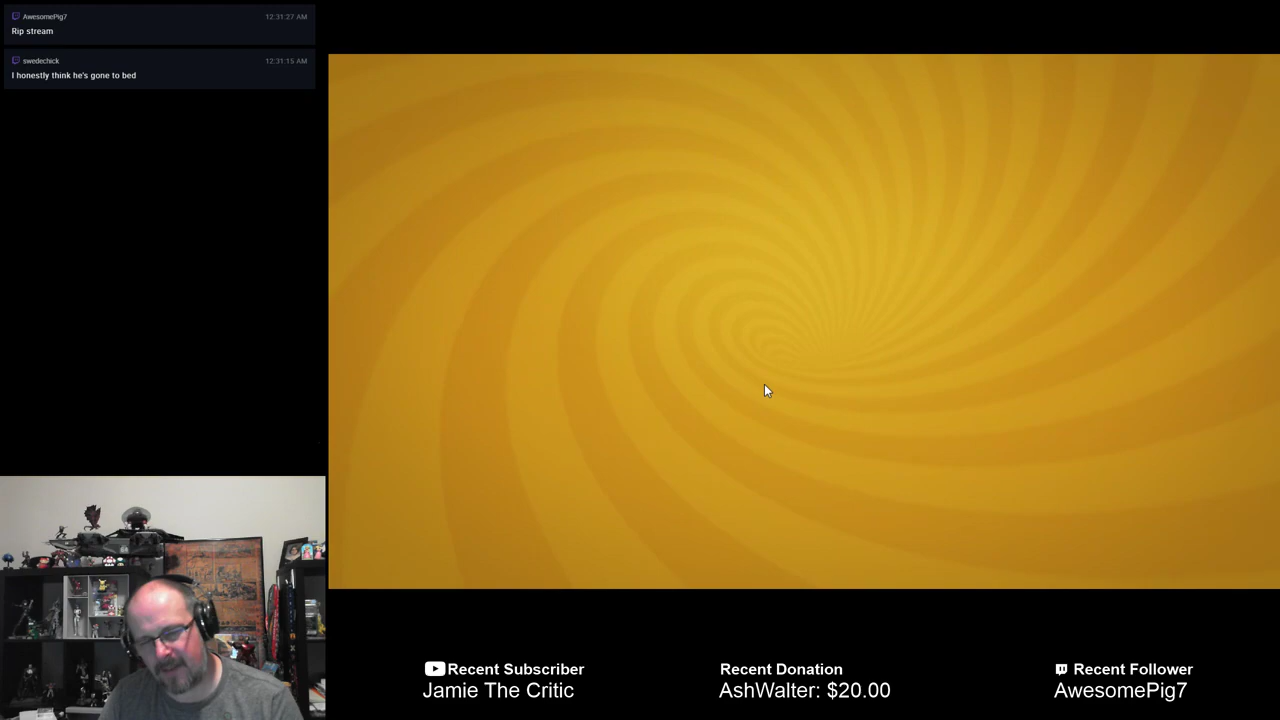 AwesomePig7 12:31:27 AM
Rip stream
swedechick 12:31:15 AM
I honestly think he's gone to bed
Recent Subscriber
Jamie The Critic
Recent Donation
AshWalter: $20.00
Recent Follower
AwesomePig7